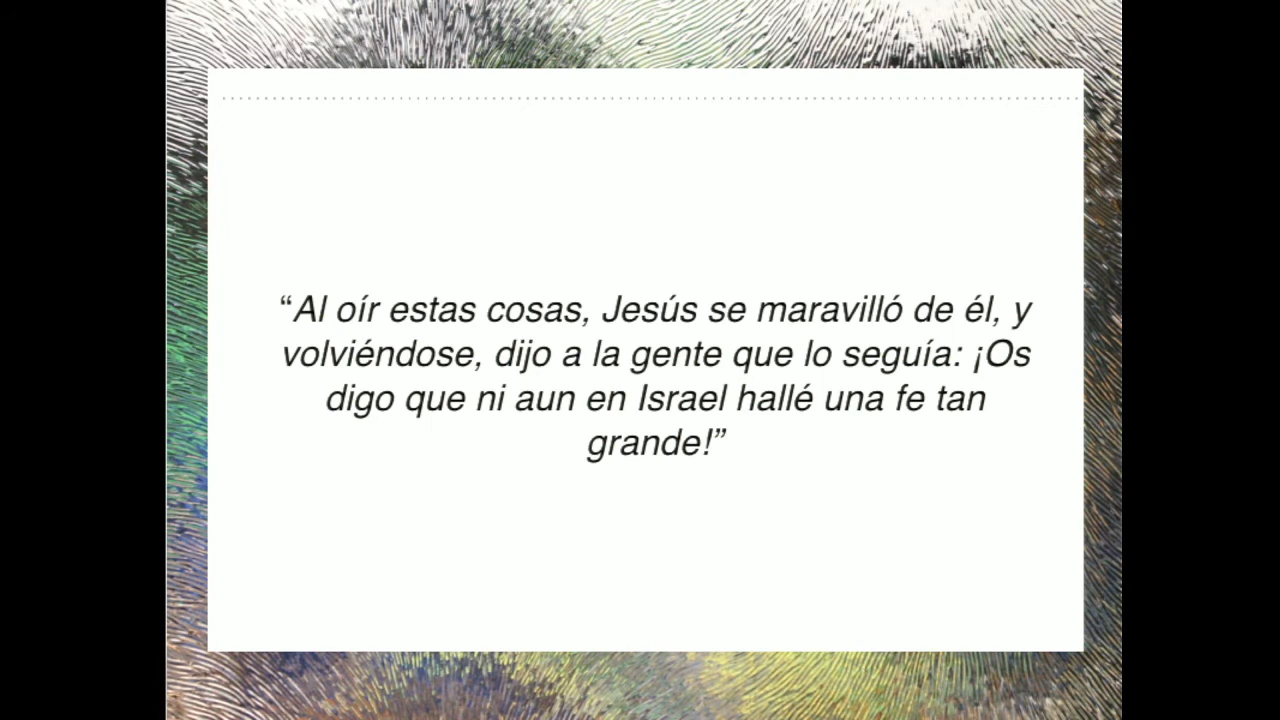 “Al oír estas cosas, Jesús se maravilló de él, y
volviéndose, dijo a la gente que lo seguía: ¡Os
digo que ni aun en Israel hallé una fe tan
grande!”